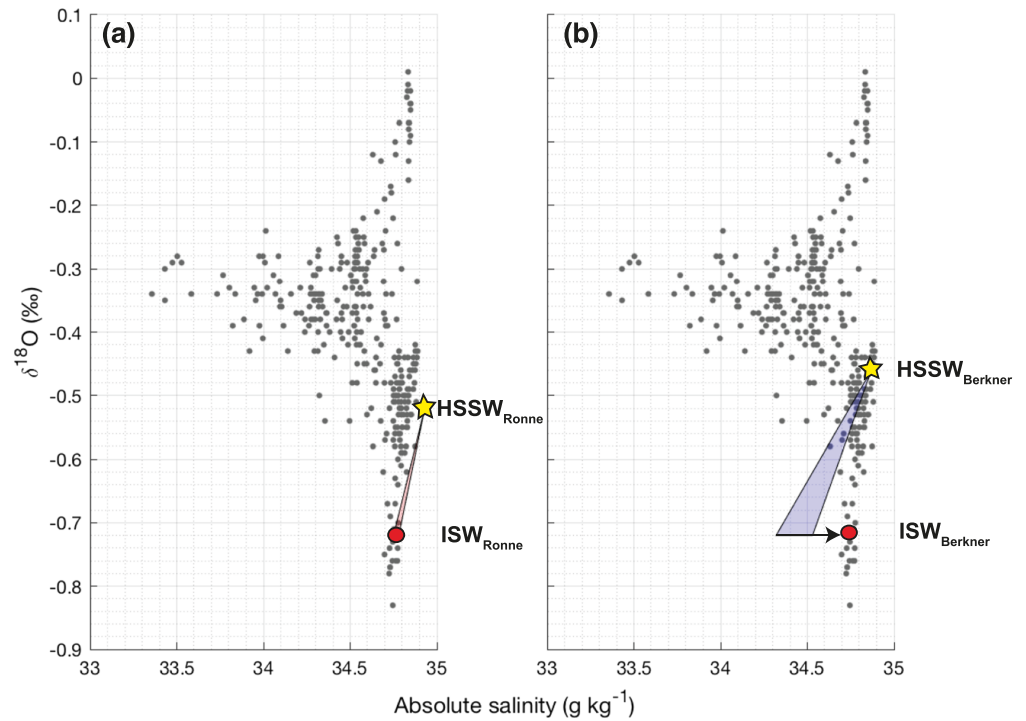 (a)
(b)
0.1
0
-0.1
-0.2
-0.3
-0.4
-0.5
-0.6
-0.7
-0.8
-0.9
δ18O (‰)
HSSWRonne
ISWRonne
HSSWBerkner
ISWBerkner
33 33.5 34 34.5 35
33 33.5 34 34.5 35
Absolute salinity (g kg-1)